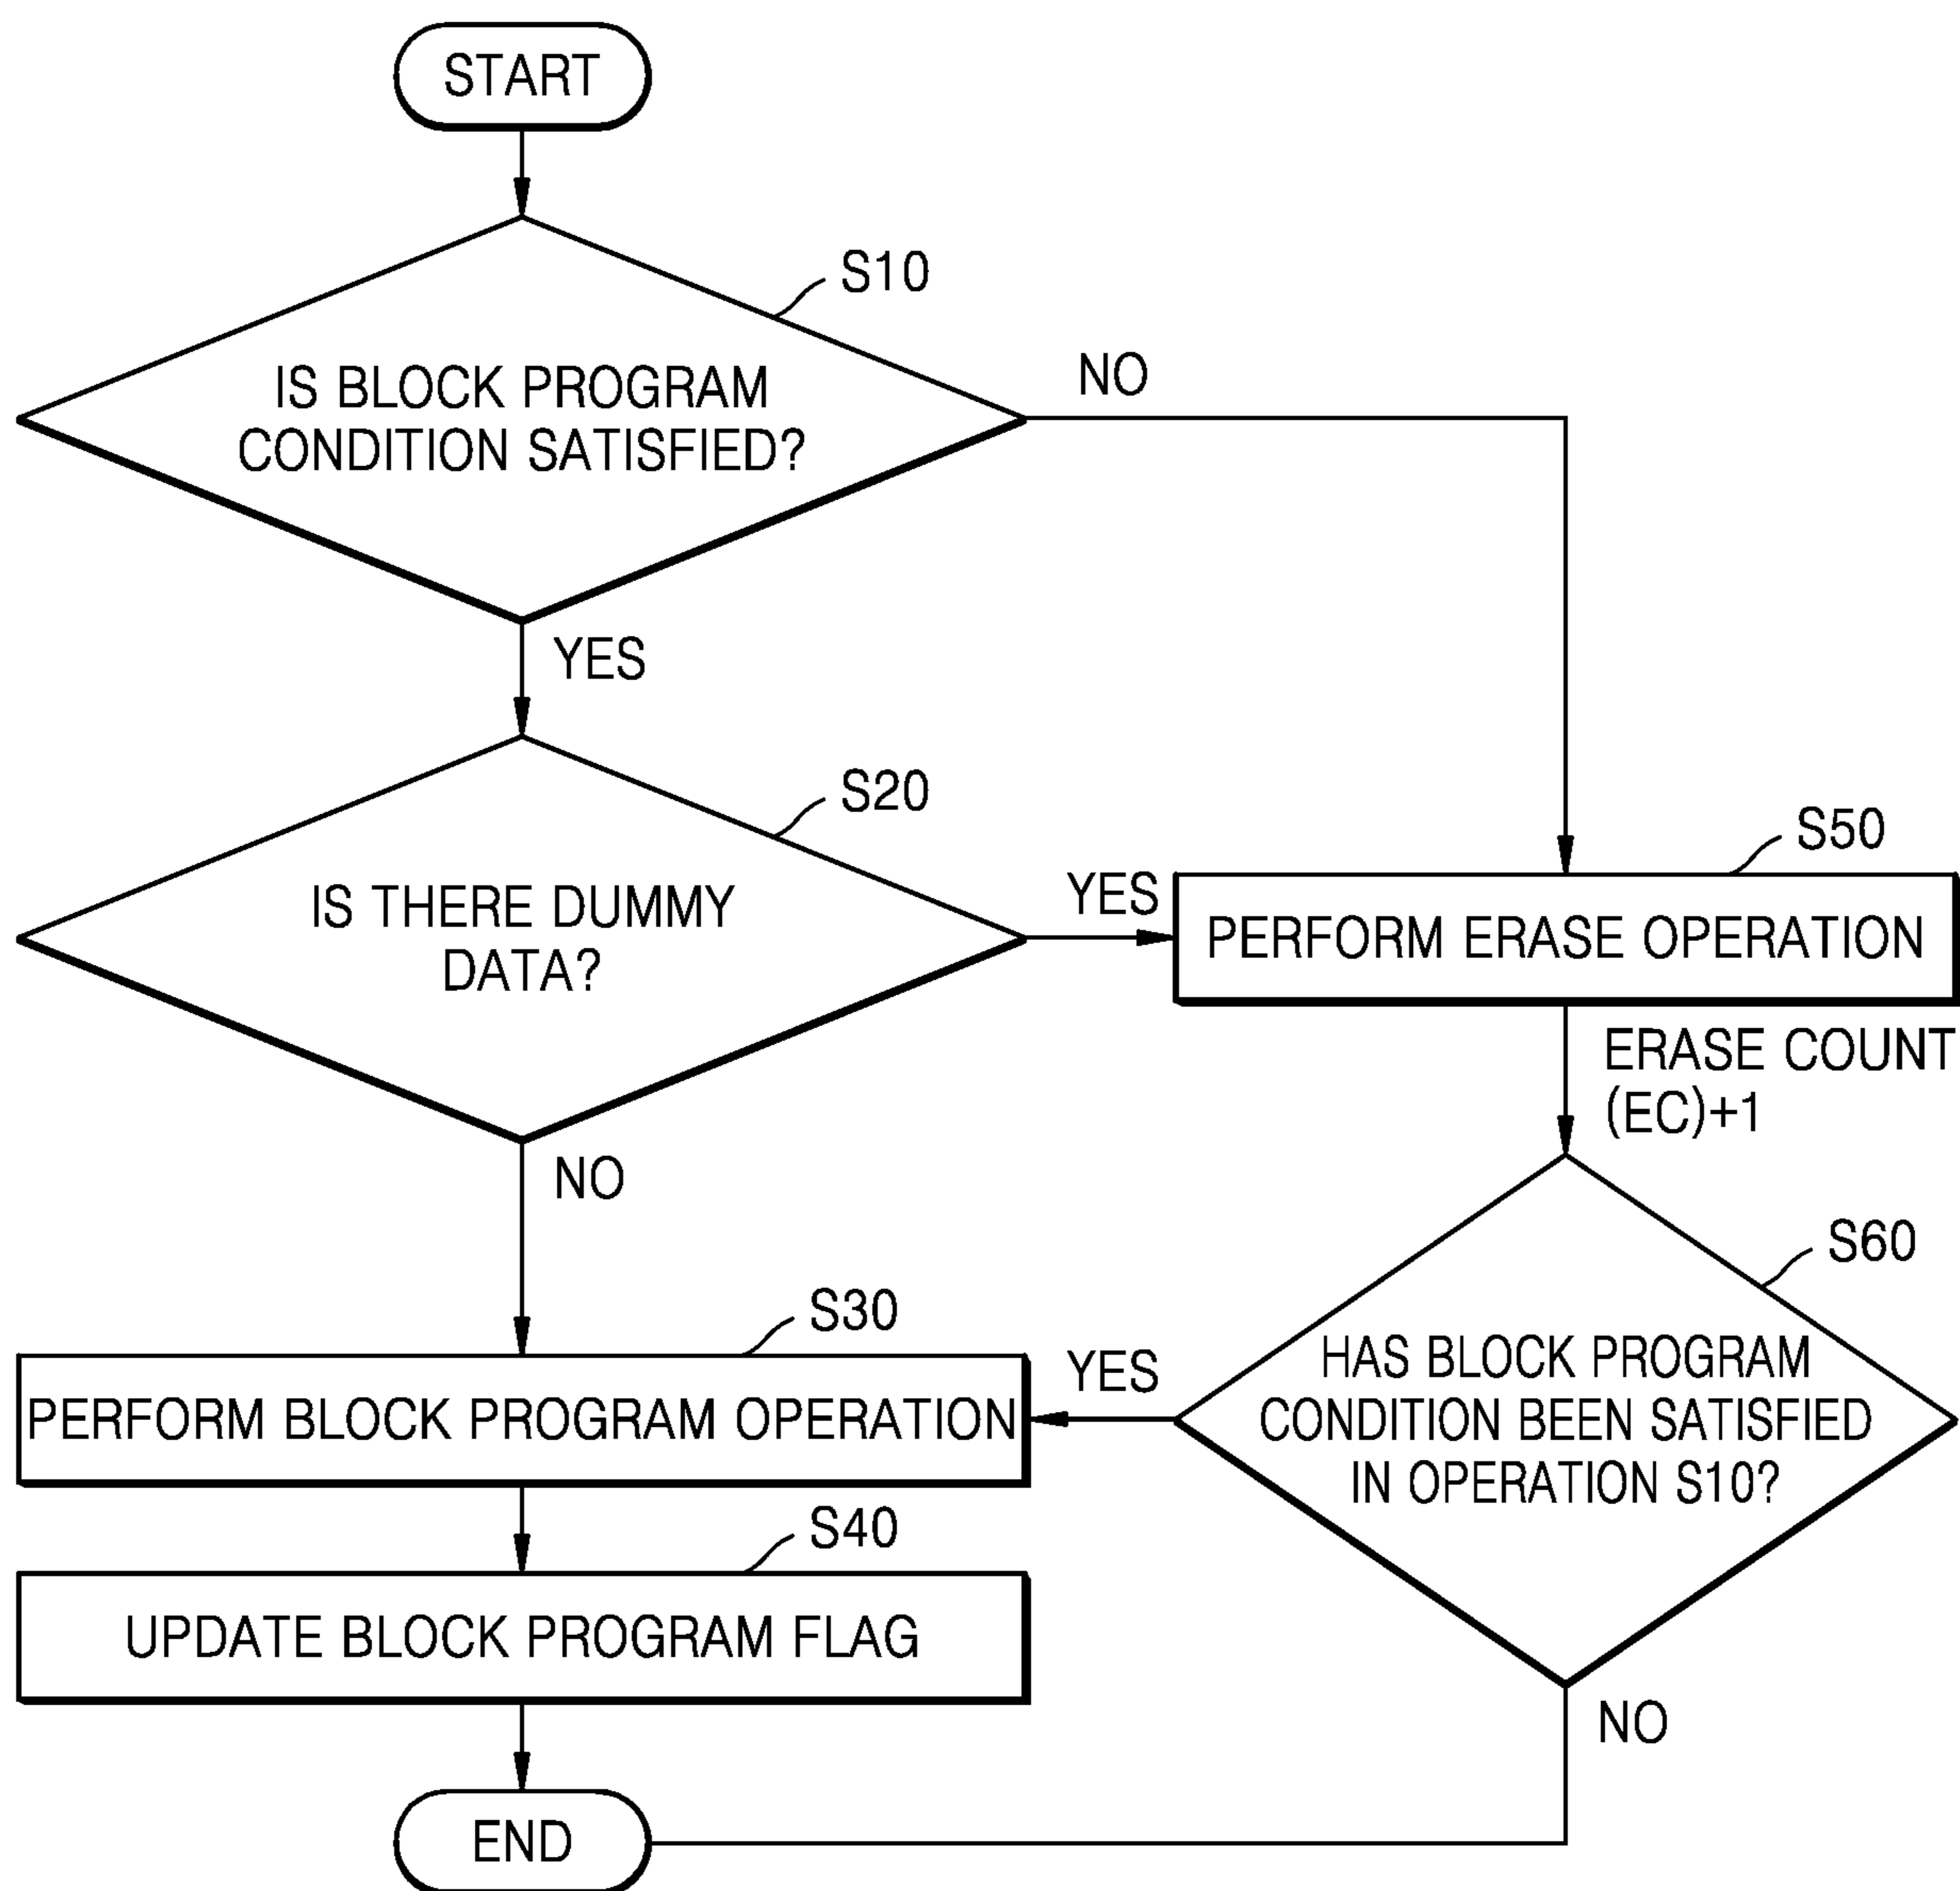 START
S10
IS BLOCK PROGRAM
CONDITION SATISFIED?
NO
YES
S20
IS THERE DUMMY
DATA?
YES
S50
PERFORM ERASE OPERATION
ERASE COUNT
(EC)+1
NO
S60
HAS BLOCK PROGRAM
CONDITION BEEN SATISFIED
IN OPERATION S10?
YES
S30
PERFORM BLOCK PROGRAM OPERATION
S40
UPDATE BLOCK PROGRAM FLAG
NO
END